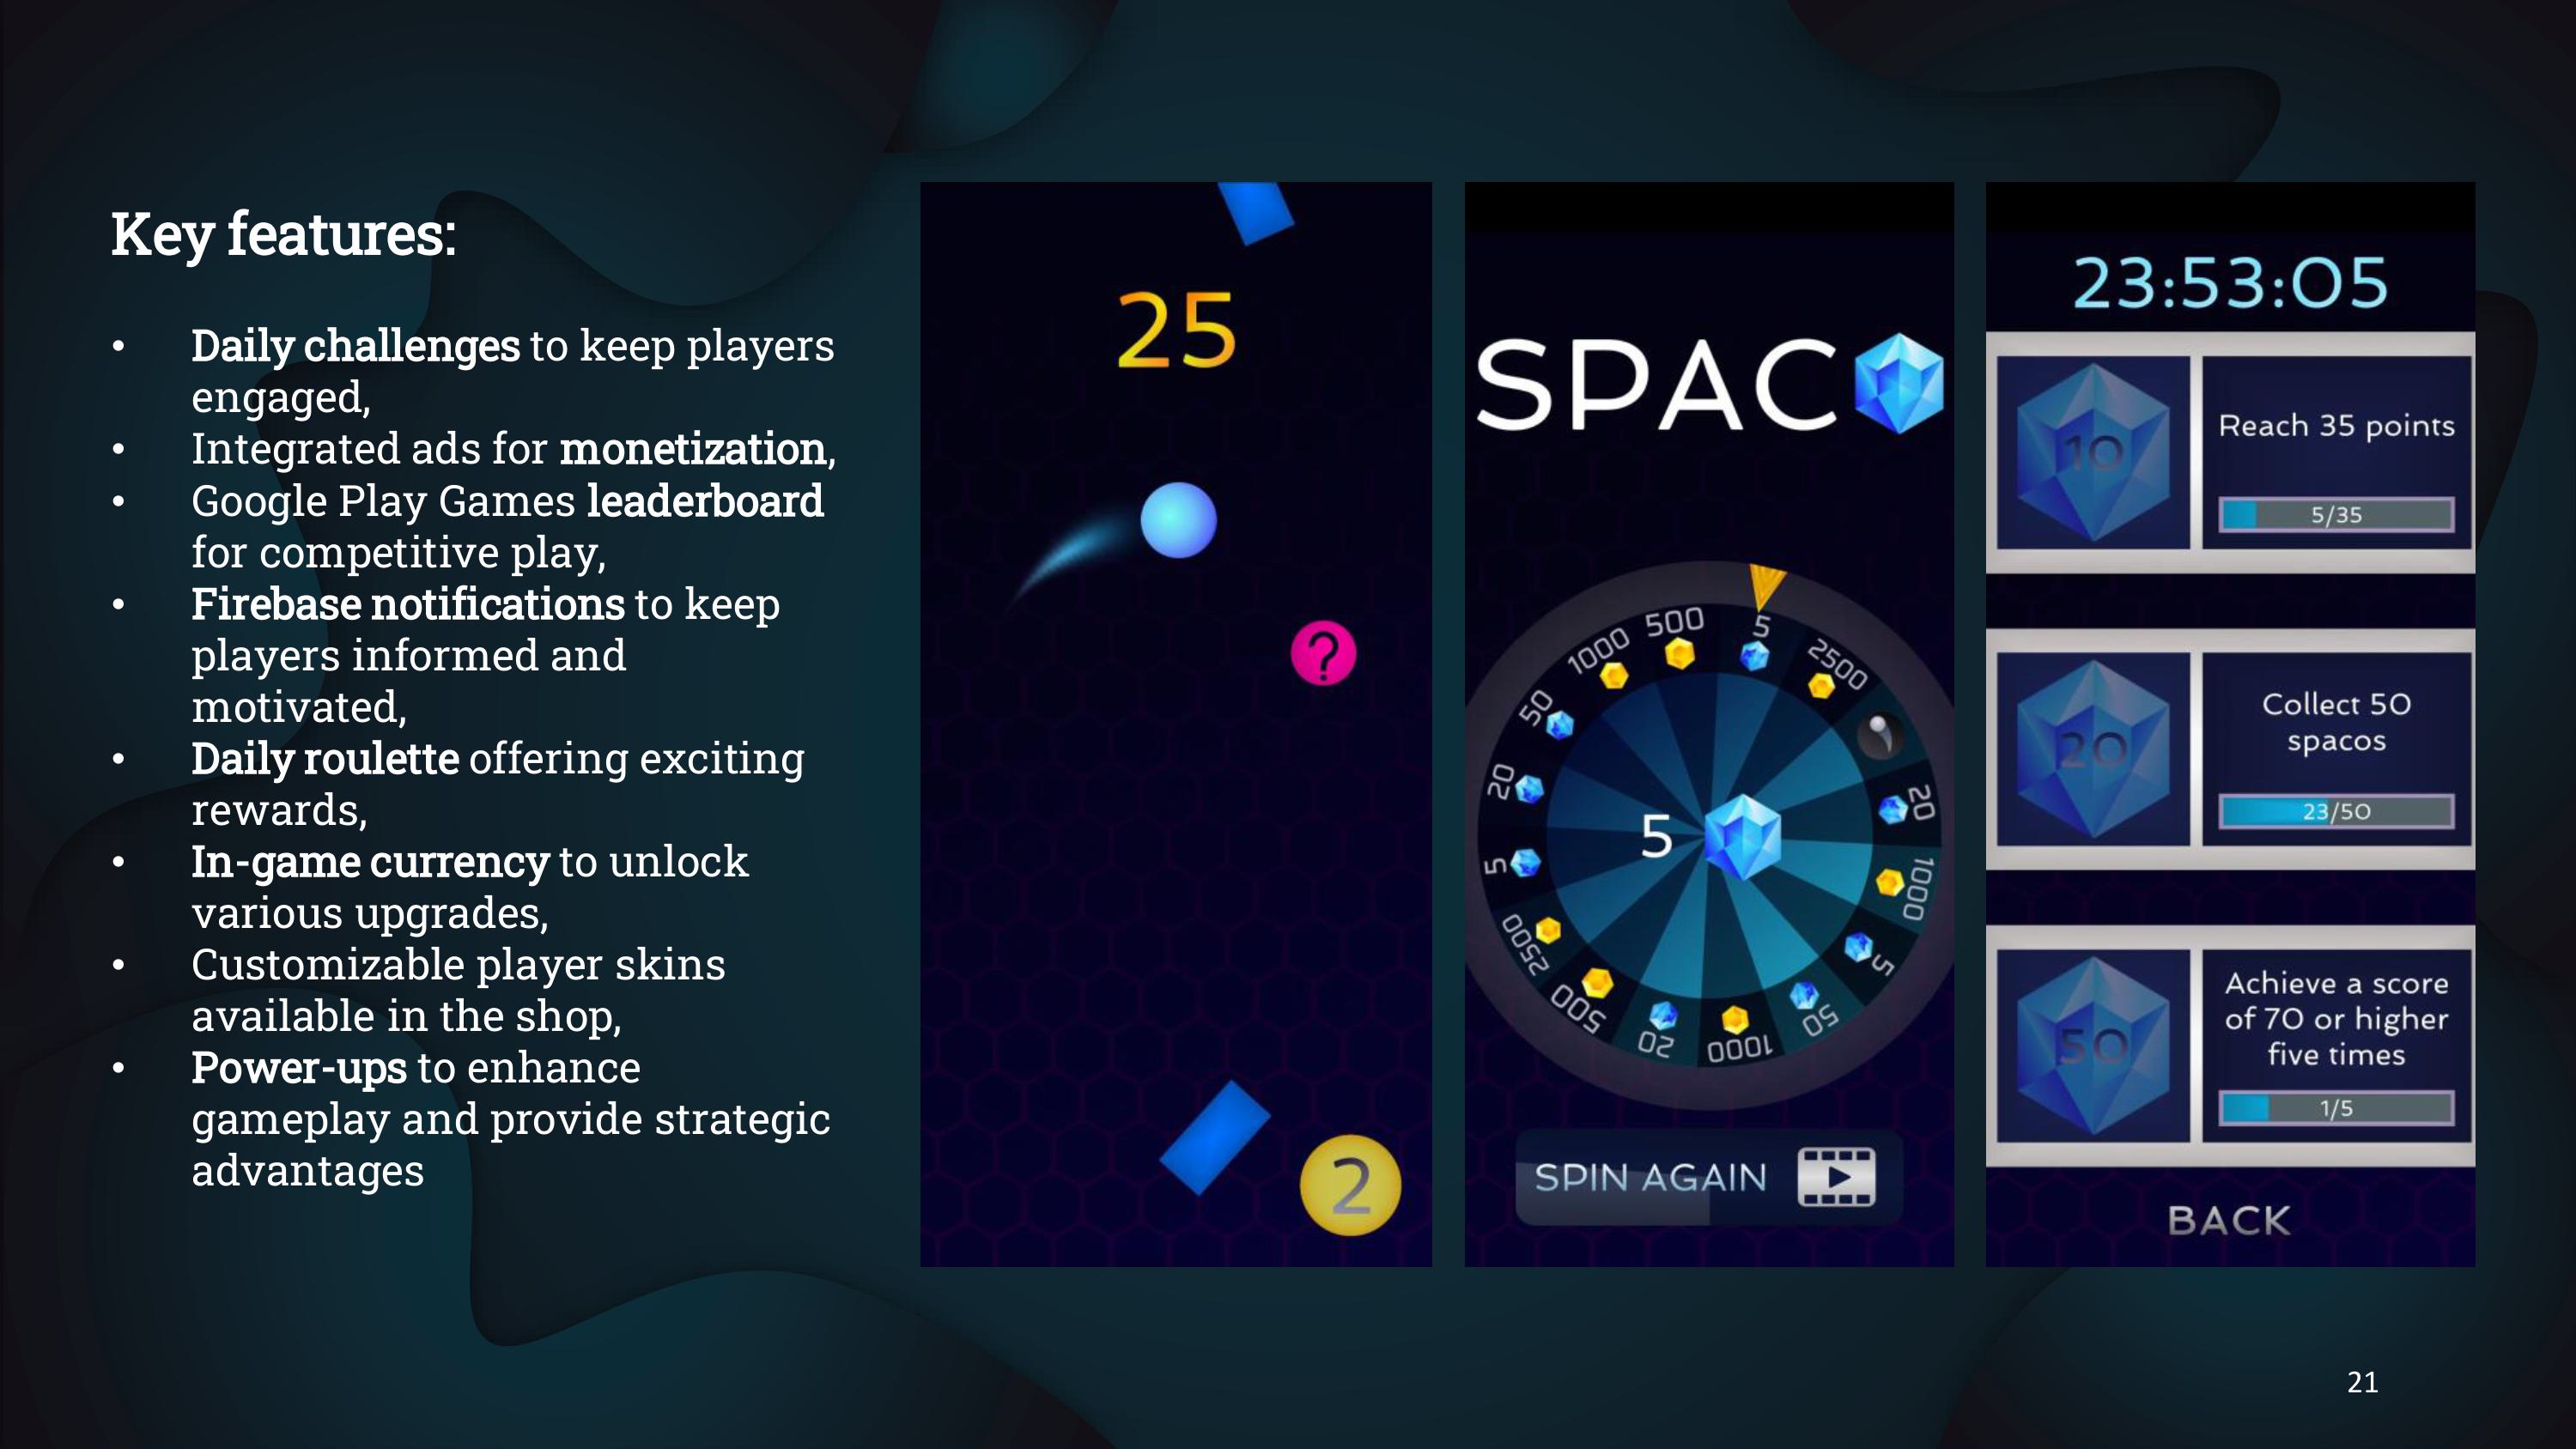 Key features:
• Daily challenges to keep players
engaged,
• Integrated ads for monetization,
• Google Play Games leaderboard
for competitive play,
• Firebase notifications to keep
players informed and
motivated,
• Daily roulette offering exciting
rewards,
• In-game currency to unlock
various upgrades,
• Customizable player skins
available in the shop,
• Power-ups to enhance
gameplay and provide strategic
advantages
25
?
2
SPAC
500
5
2500
20
1000
5
50
1000
20
500
2500
5
20
50
1000
5
SPIN AGAIN
23:53:05
10
Reach 35 points
5/35
20
Collect 50
spacos
23/50
50
Achieve a score
of 70 or higher
five times
1/5
BACK
21